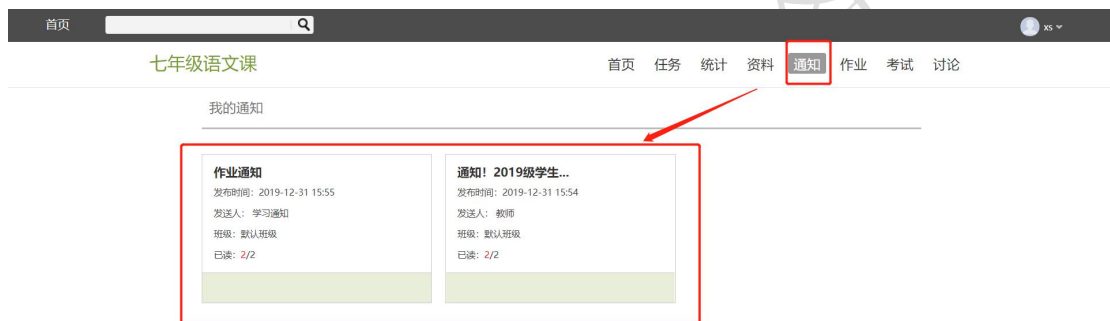 首页
xs
七年级语文课
首页 任务 统计 资料 通知 作业 考试 讨论
我的通知
作业通知
发布时间：2019-12-31 15:55
发送人： 学习通知
班级：默认班级
已读：2/2
通知！2019级学生...
发布时间：2019-12-31 15:54
发送人： 教师
班级：默认班级
已读：2/2